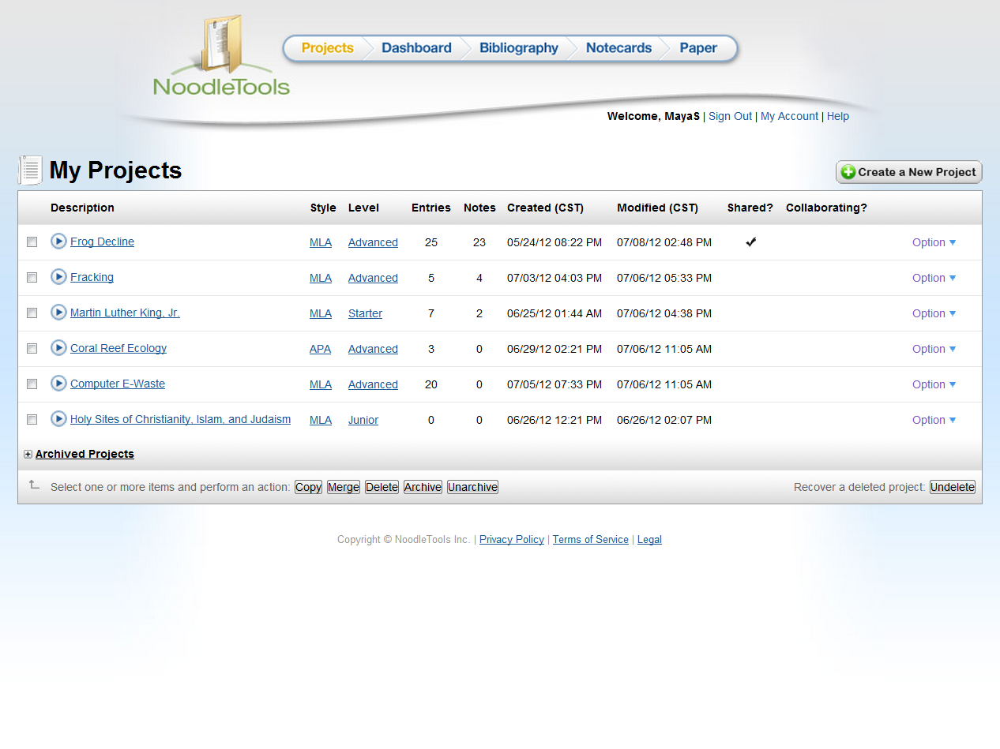 Projects Dashboard Bibliography Notecards Paper
NoodleTools
Welcome, MayaS | Sign Out | My Account | Help
My Projects
Create a New Project
Description Style Level Entries Notes Created (CST) Modified (CST) Shared? Collaborating?
Frog Decline MLA Advanced 25 23 05/24/12 08:22 PM 07/08/12 02:48 PM ✔ Option ▼
Fracking MLA Advanced 5 4 07/03/12 04:03 PM 07/06/12 05:33 PM Option ▼
Martin Luther King, Jr. MLA Starter 7 2 06/25/12 01:44 AM 07/06/12 04:38 PM Option ▼
Coral Reef Ecology APA Advanced 3 0 06/29/12 02:21 PM 07/06/12 11:05 AM Option ▼
Computer E-Waste MLA Advanced 20 0 07/05/12 07:33 PM 07/06/12 11:05 AM Option ▼
Holy Sites of Christianity, Islam, and Judaism MLA Junior 0 0 06/26/12 12:21 PM 06/26/12 02:07 PM Option ▼
Archived Projects
Select one or more items and perform an action: Copy Merge Delete Archive Unarchive Recover a deleted project: Undelete
Copyright © NoodleTools Inc. | Privacy Policy | Terms of Service | Legal